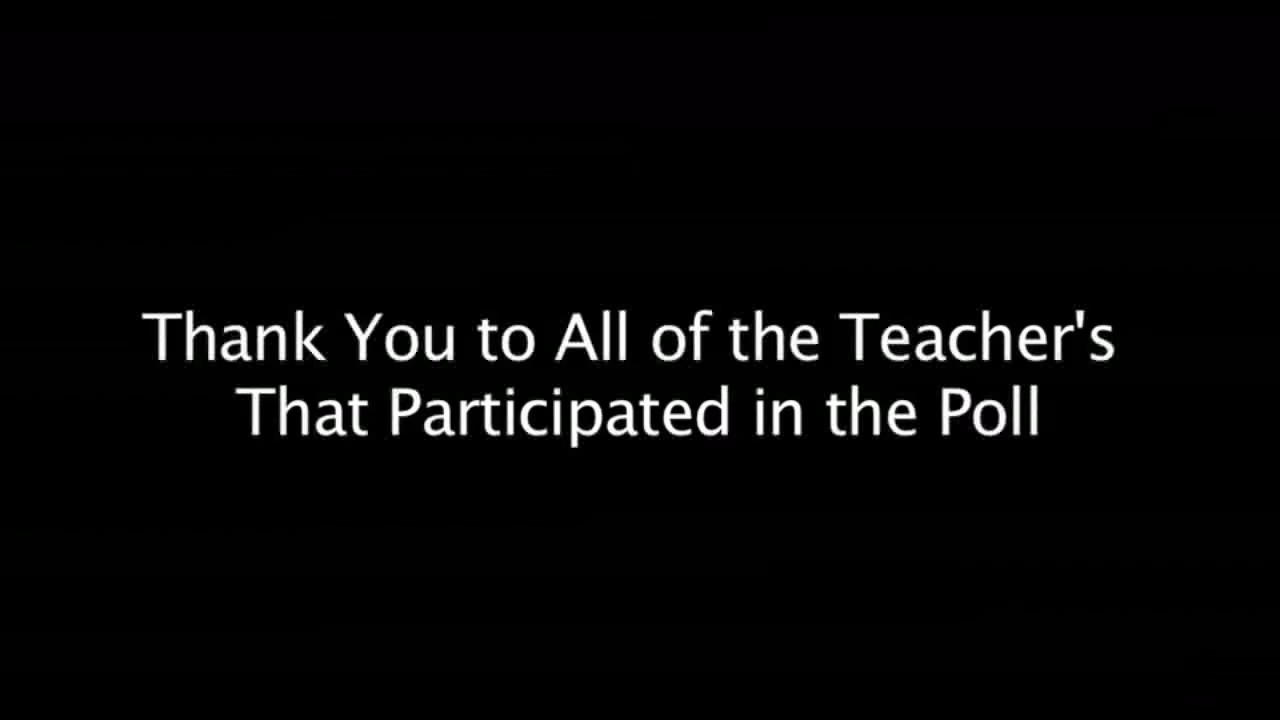 Thank You to All of the Teacher's
That Participated in the Poll